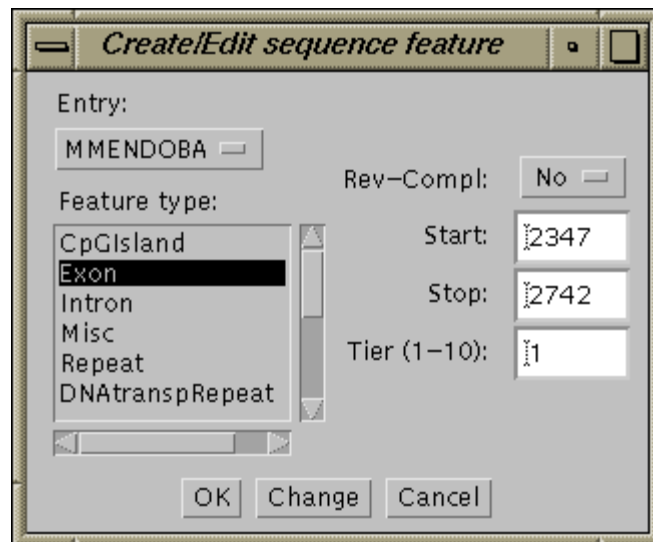 Create/Edit sequence feature
Entry:
MMENDOBA
Feature type:
CpGIsland
Exon
Intron
Misc
Repeat
DNAtranspRepeat
Rev-Compl: No
Start: 2347
Stop: 2742
Tier (1-10): 1
OK Change Cancel